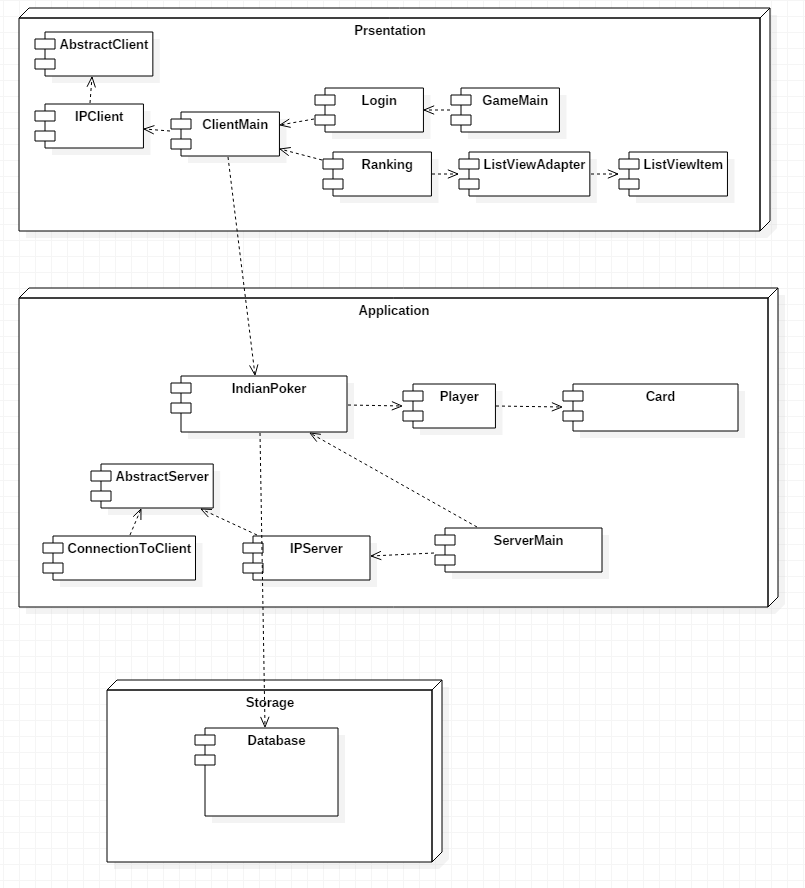 Prsentation
AbstractClient
IPClient
ClientMain
Login
GameMain
Ranking
ListViewAdapter
ListViewItem
Application
IndianPoker
Player
Card
AbstractServer
ConnectionToClient
IPServer
ServerMain
Storage
Database